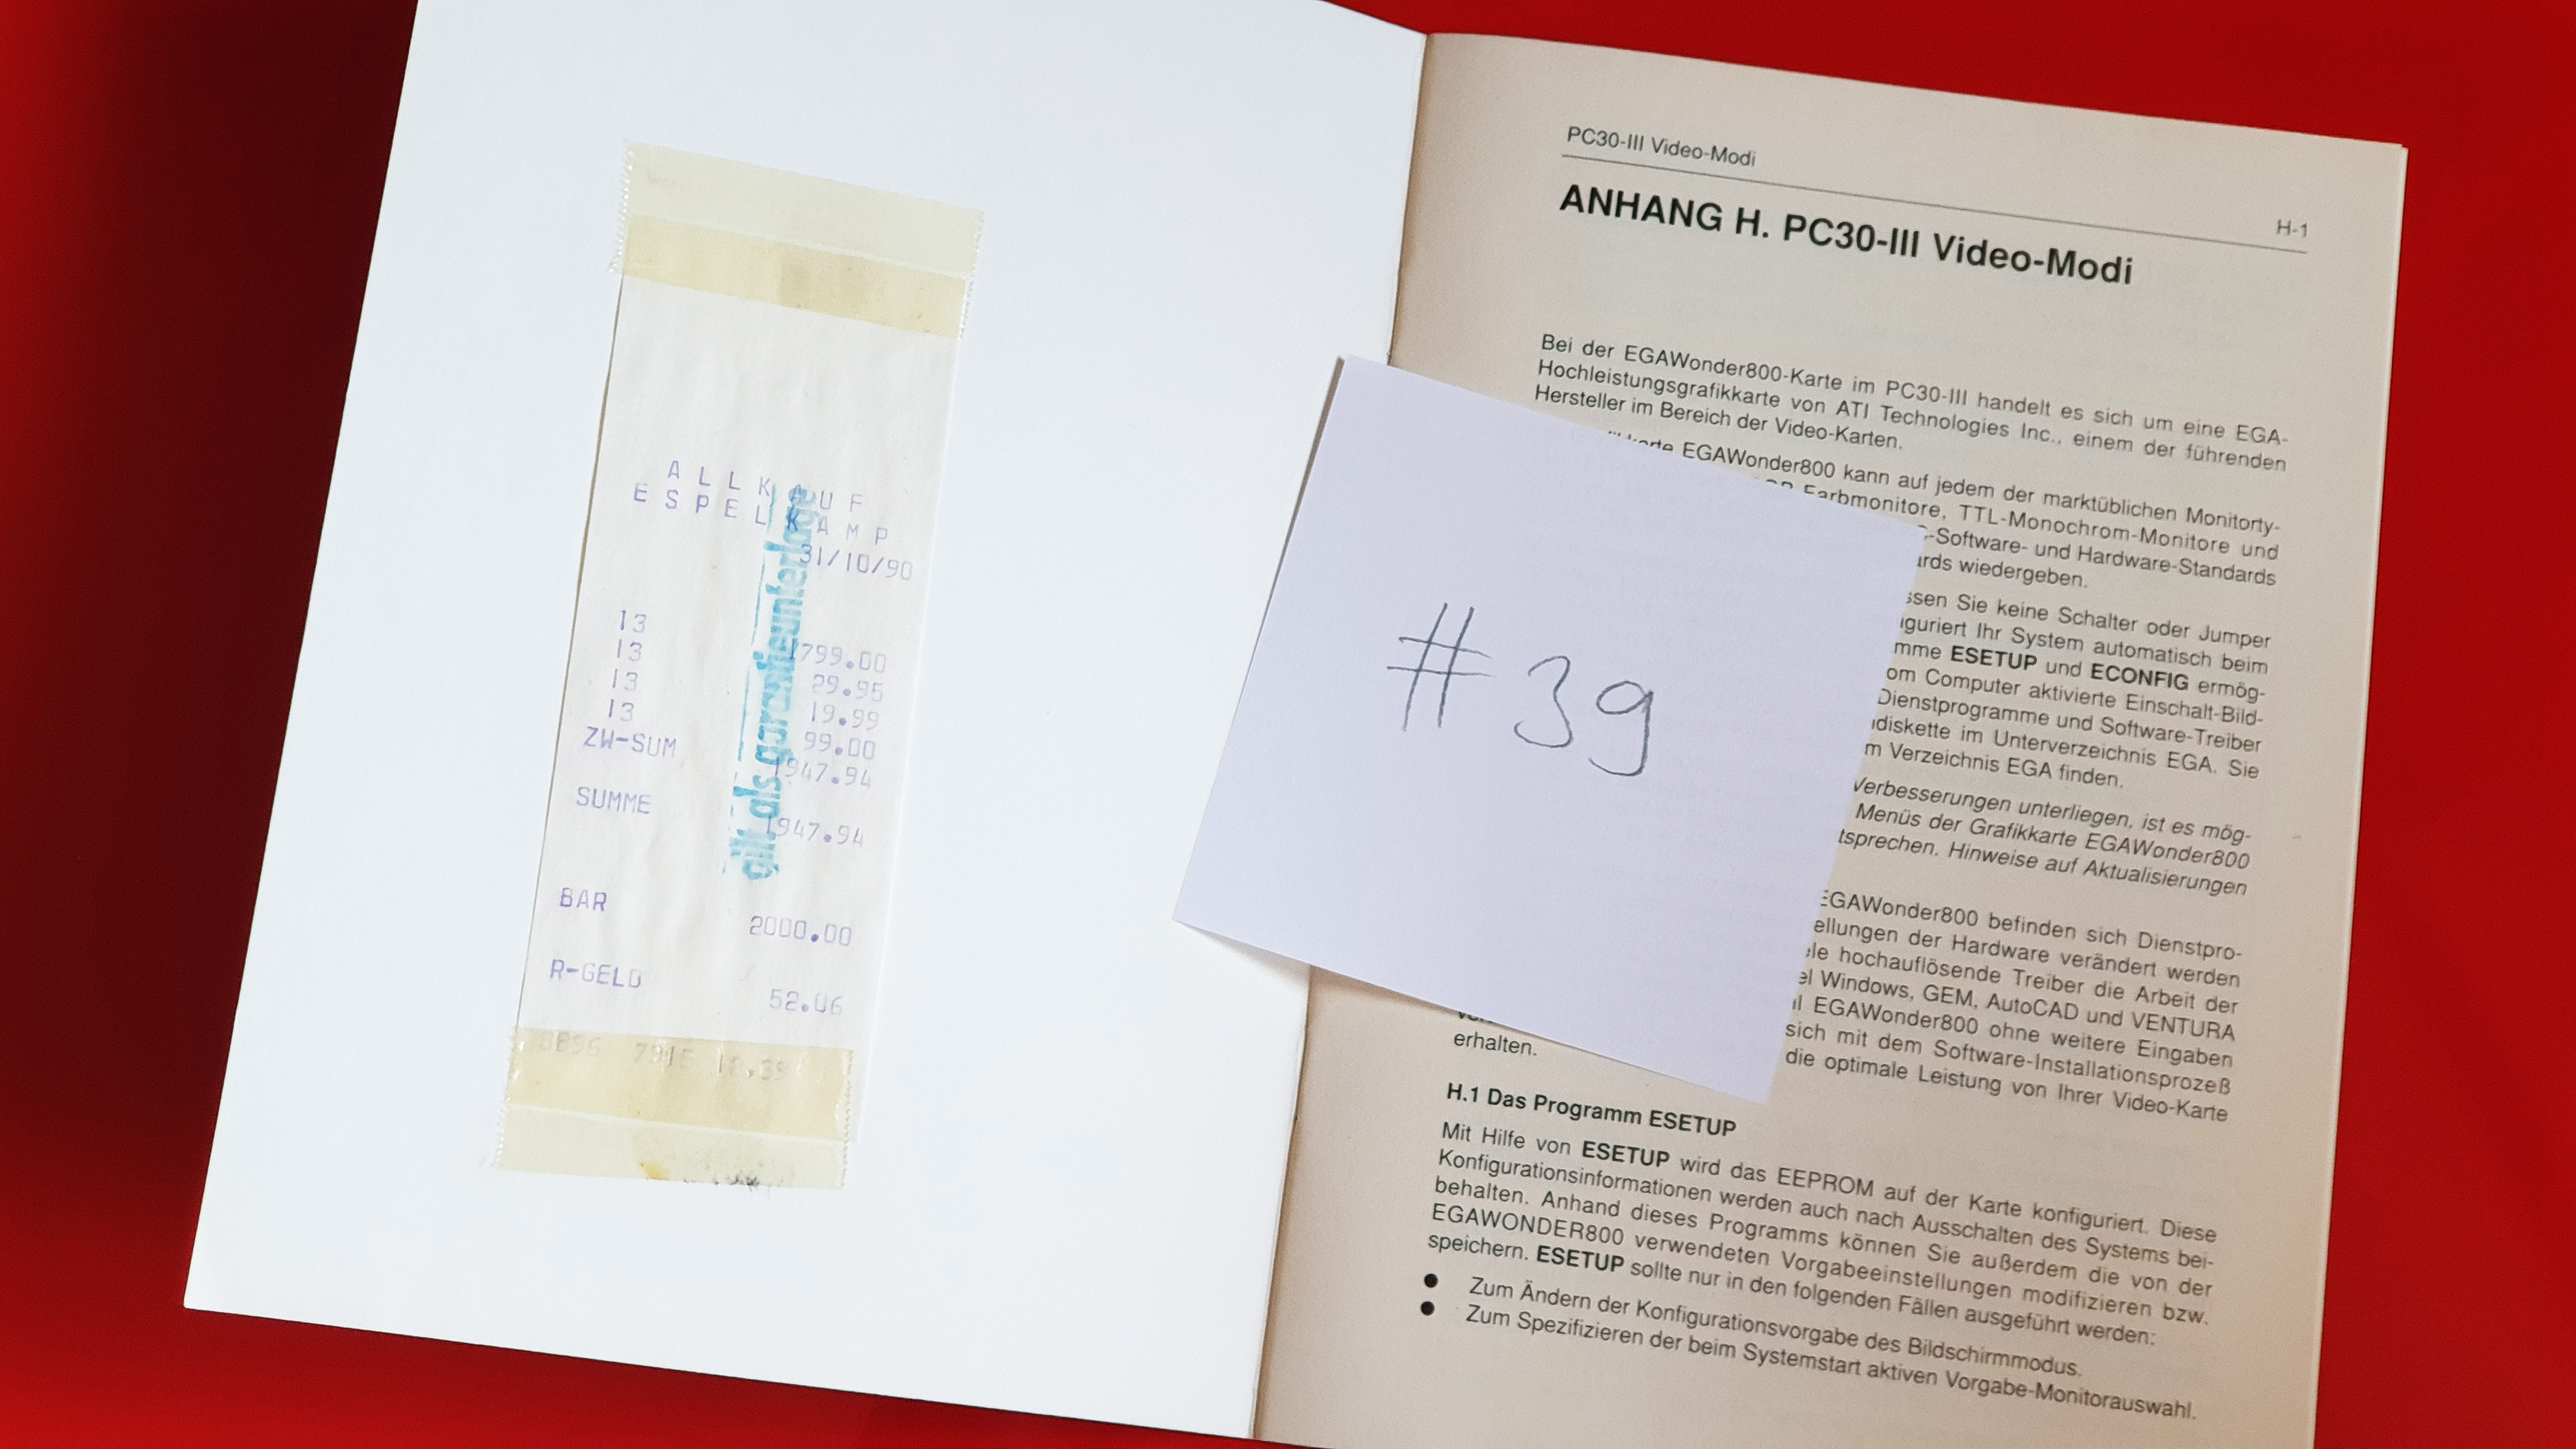 ALLKAUF
ESPELKAMP
31/10/90
13 1799.00
13 29.95
13 19.99
13 99.00
ZW-SUM 1947.94
SUMME 1947.94
BAR 2000.00
R-GELD 52.06
gilt als garantieunterlage
#39
PC30-III Video-Modi H-1
ANHANG H. PC30-III Video-Modi
Bei der EGAWonder800-Karte im PC30-III handelt es sich um eine EGA-
Hochleistungsgrafikkarte von ATI Technologies Inc., einem der führenden
Hersteller im Bereich der Video-Karten.
EGAWonder800 kann auf jedem der marktüblichen Monitorty-
Farbmonitore, TTL-Monochrom-Monitore und
-Software- und Hardware-Standards
wiedergeben.
Sie keine Schalter oder Jumper
Ihr System automatisch beim
ESETUP und ECONFIG ermög-
Computer aktivierte Einschalt-Bild-
Dienstprogramme und Software-Treiber
im Unterverzeichnis EGA. Sie
Verzeichnis EGA finden.
Verbesserungen unterliegen, ist es mög-
Menüs der Grafikkarte EGAWonder800
Hinweise auf Aktualisierungen
EGAWonder800 befinden sich Dienstpro-
der Hardware verändert werden
hochauflösende Treiber die Arbeit der
Windows, GEM, AutoCAD und VENTURA
EGAWonder800 ohne weitere Eingaben
sich mit dem Software-Installationsprozeß
die optimale Leistung von Ihrer Video-Karte
erhalten.
H.1 Das Programm ESETUP
Mit Hilfe von ESETUP wird das EEPROM auf der Karte konfiguriert. Diese
Konfigurationsinformationen werden auch nach Ausschalten des Systems bei-
behalten. Anhand dieses Programms können Sie außerdem die von der
EGAWONDER800 verwendeten Vorgabeeinstellungen modifizieren bzw.
speichern. ESETUP sollte nur in den folgenden Fällen ausgeführt werden:
● Zum Ändern der Konfigurationsvorgabe des Bildschirmmodus.
● Zum Spezifizieren der beim Systemstart aktiven Vorgabe-Monitorauswahl.